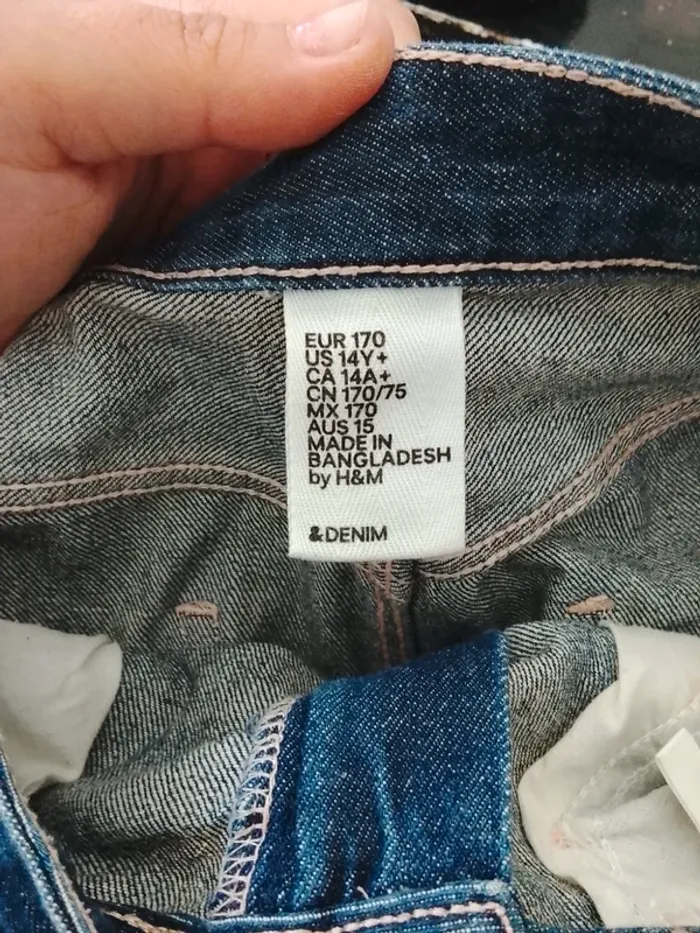 EUR 170
US 14Y+
CA 14A+
CN 170/75
MX 170
AUS 15
MADE IN
BANGLADESH
by H&M
&DENIM